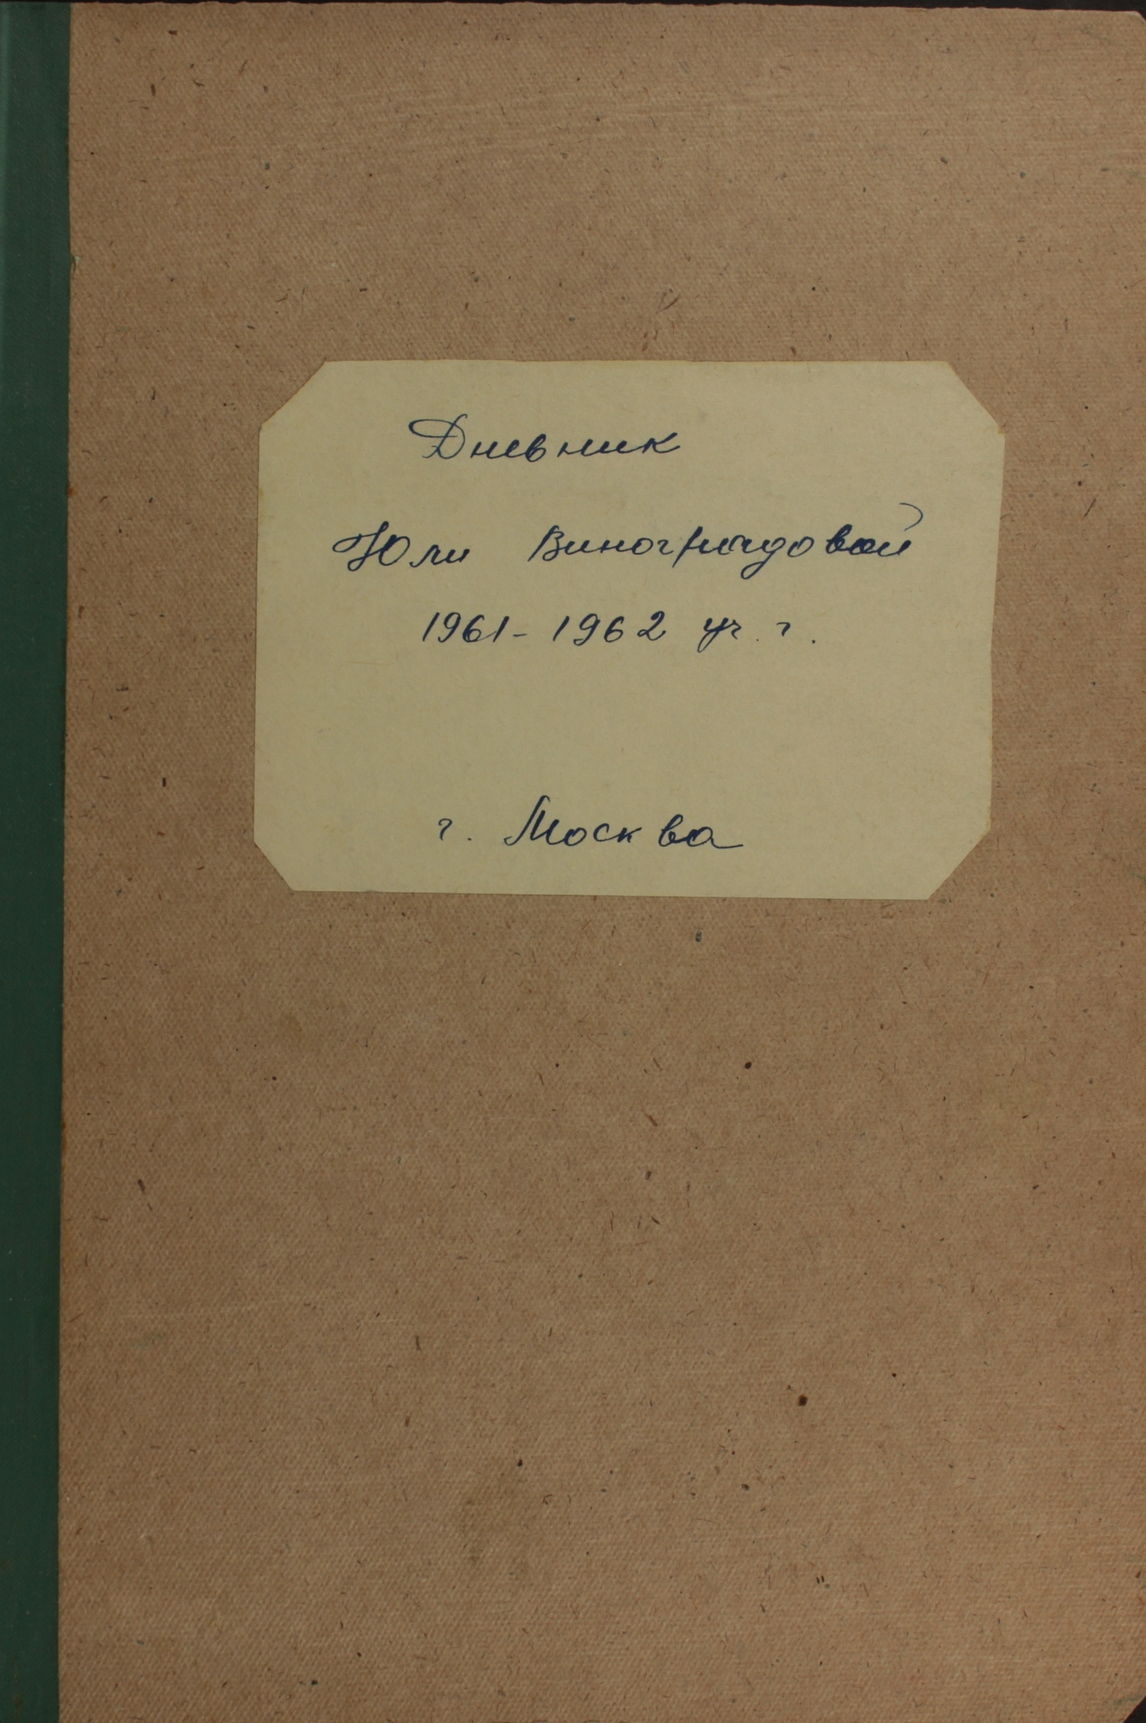 Дневник
Юли Виноградовой
1961-1962 уч. г.
г. Москва